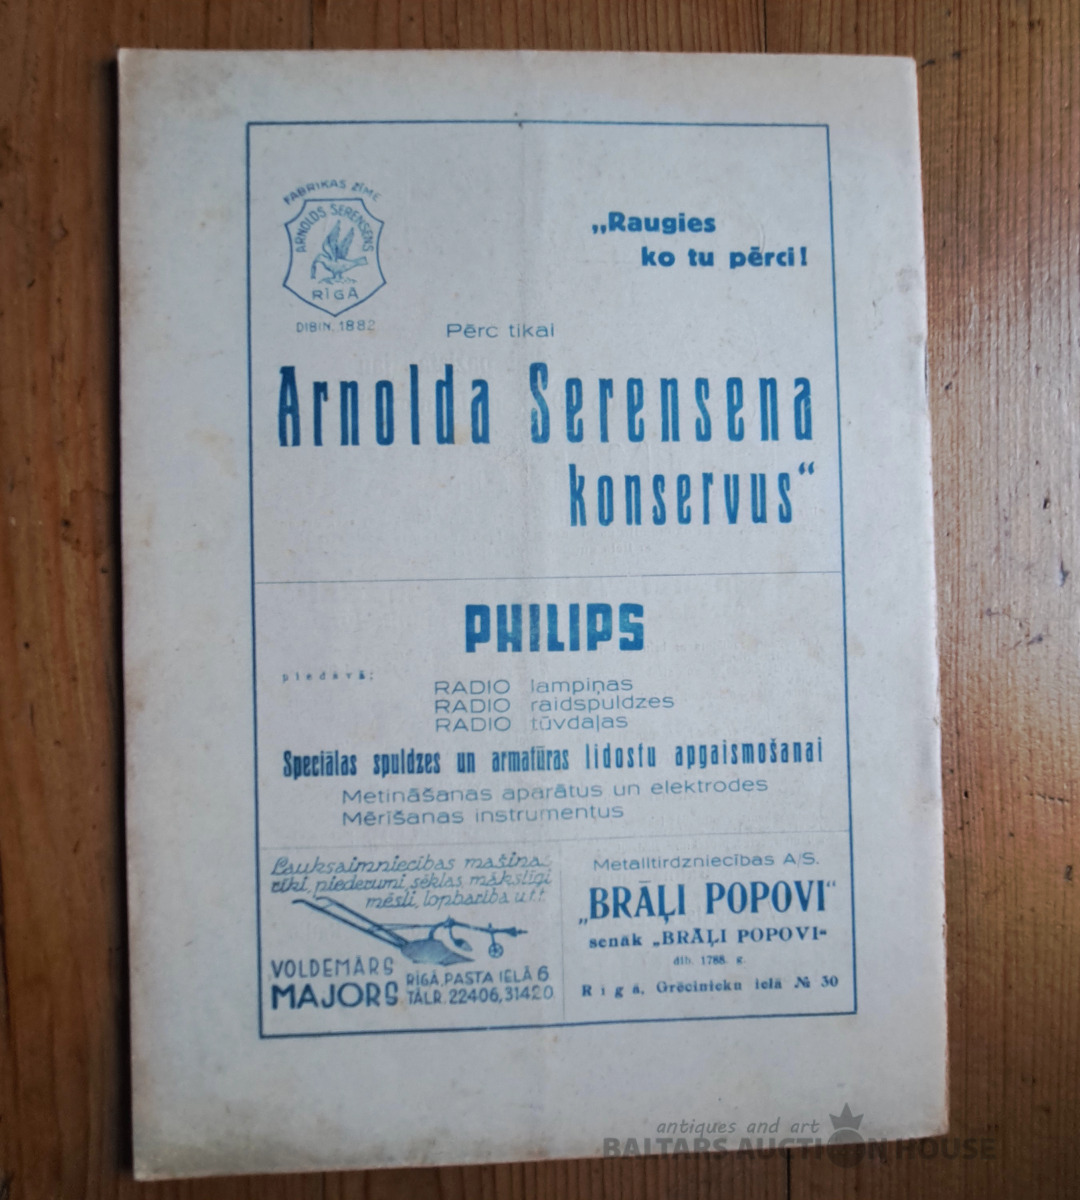 FABRIKAS ZĪME
ARNOLDS SERENSENS
RĪGĀ
DIBIN. 1882
„Raugies
ko tu pērci!
Pērc tikai
Arnolda Serensena
konservus“
PHILIPS
piedāvā:
RADIO lampiņas
RADIO raidspuldzes
RADIO tūvdaļas
Speciālas spuldzes un armatūras lidostu apgaismošanai
Metināšanas aparātus un elektrodes
Mērīšanas instrumentus
Lauksaimniecības mašīnas
rīki, piederumi, sēklas, mākslīgi
mēsli, lopbarība u.t.t.
VOLDEMĀRS
MAJORS
RĪGĀ, PASTA IELĀ 6
TĀLR. 22406, 31420
Metalltirdzniecības A/S.
„BRĀĻI POPOVI“
senāk „BRĀĻI POPOVI“
dib. 1788. g.
Rīgā, Grēcinieku ielā № 30
antiques and art
BALTARS AUCTION HOUSE